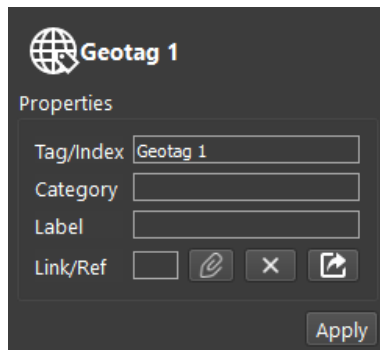 Geotag 1
Properties
Tag/Index Geotag 1
Category
Label
Link/Ref
Apply